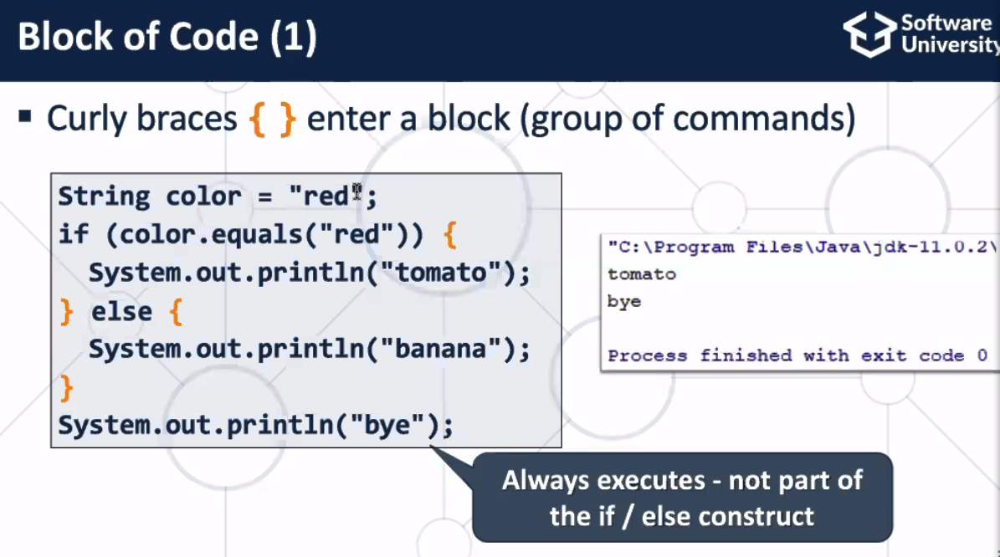 Block of Code (1)
Software
University
▪ Curly braces { } enter a block (group of commands)
String color = "red";
if (color.equals("red")) {
  System.out.println("tomato");
} else {
  System.out.println("banana");
}
System.out.println("bye");
"C:\Program Files\Java\jdk-11.0.2\
tomato
bye
Process finished with exit code 0
Always executes - not part of
the if / else construct